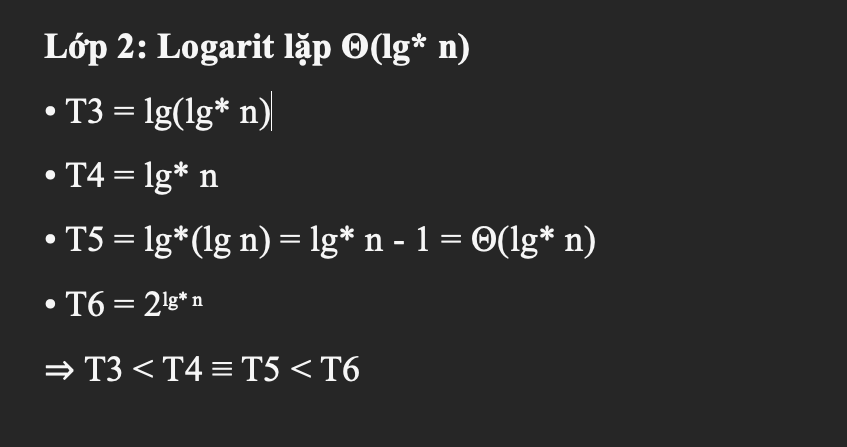 Lớp 2: Logarit lặp Θ(lg* n)
• T3 = lg(lg* n)
• T4 = lg* n
• T5 = lg*(lg n) = lg* n - 1 = Θ(lg* n)
• T6 = 2^lg* n
⇒ T3 < T4 ≡ T5 < T6